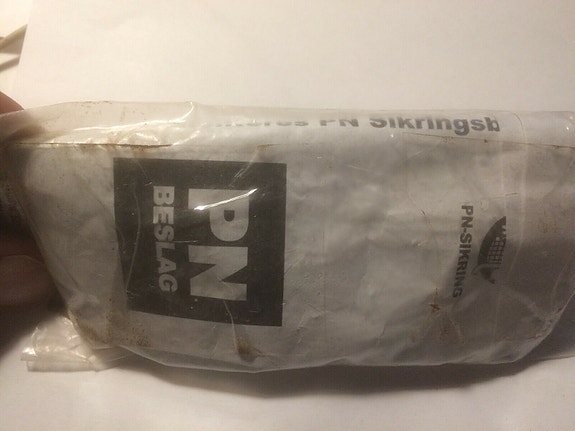 PN Sikringsb
PN
BESLAG
PN-SIKRING